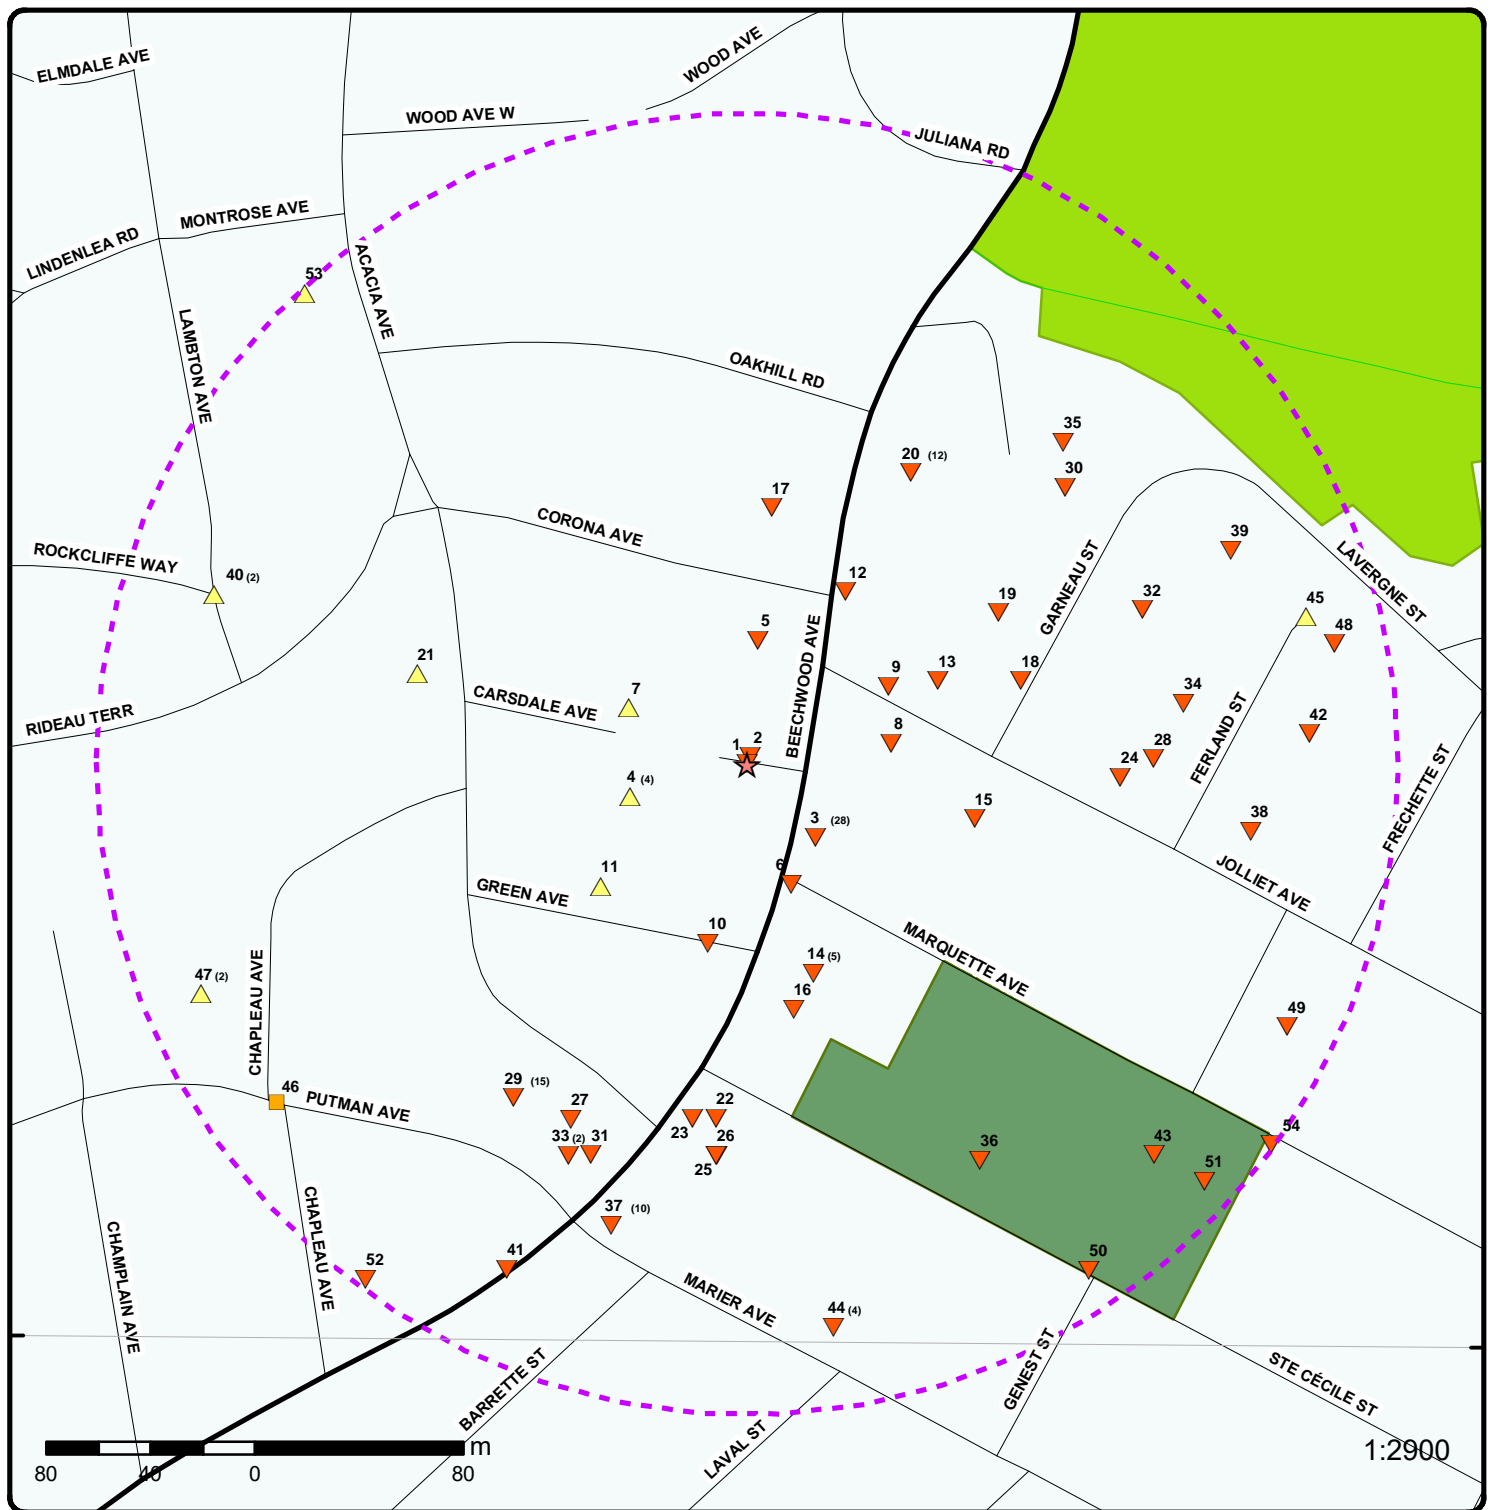 ELMDALE AVE
WOOD AVE
WOOD AVE W
JULIANA RD
MONTROSE AVE
LINDENLEA RD
ACACIA AVE
53
LAMBTON AVE
OAKHILL RD
35
20 (12)
30
17
CORONA AVE
39
ROCKCLIFFE WAY
LAVERGNE ST
GARNEAU ST
40 (2)
12
19
32
45
5
48
BEECHWOOD AVE
21
9
13
18
7
34
CARSDALE AVE
RIDEAU TERR
FERLAND ST
42
8
1
2
28
24
4 (4)
FRECHETTE ST
3 (28)
15
38
6
11
JOLLIET AVE
GREEN AVE
10
MARQUETTE AVE
14 (5)
47 (2)
CHAPLEAU AVE
16
49
29 (15)
46
PUTMAN AVE
27
22
23
33 (2)
31
26
25
36
43
54
51
CHAPLEAU AVE
37 (10)
CHAMPLAIN AVE
52
41
50
MARIER AVE
44 (4)
GENEST ST
STE CÉCILE ST
BARRETTE ST
LAVAL ST
m
1:2900
80
40
0
80